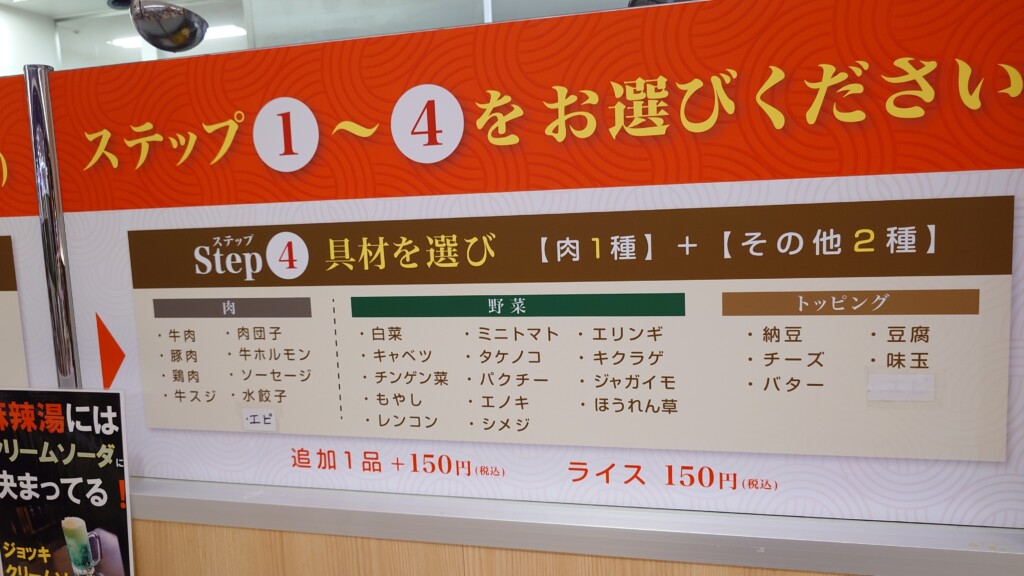 ステップ1～4をお選びください
ステップ
Step 4 具材を選び 【肉1種】+【その他2種】
肉
・牛肉 ・肉団子
・豚肉 ・牛ホルモン
・鶏肉 ・ソーセージ
・牛スジ ・水餃子
・エビ
野菜
・白菜 ・ミニトマト ・エリンギ
・キャベツ ・タケノコ ・キクラゲ
・チンゲン菜 ・パクチー ・ジャガイモ
・もやし ・エノキ ・ほうれん草
・レンコン ・シメジ
トッピング
・納豆 ・豆腐
・チーズ ・味玉
・バター
追加1品+150円(税込) ライス 150円(税込)
辣湯には
リームソーダに
決まってる!
ジョッキ
クリームソ